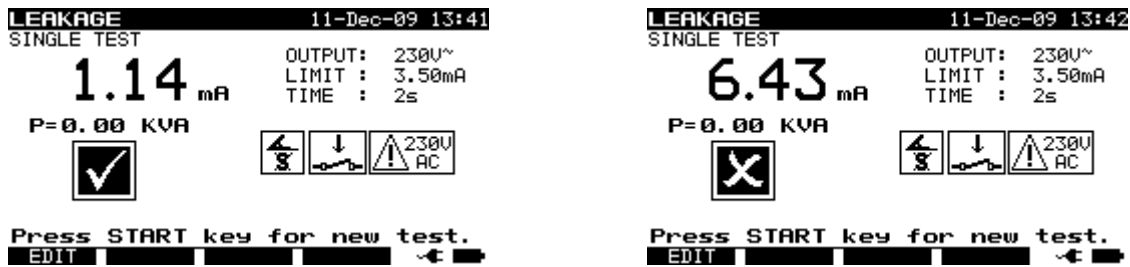 LEAKAGE 11-Dec-09 13:41
SINGLE TEST
1.14 mA
OUTPUT: 230V~
LIMIT : 3.50mA
TIME : 2s
P=0.00 KVA
230V
AC
Press START key for new test.
EDIT
LEAKAGE 11-Dec-09 13:42
SINGLE TEST
6.43 mA
OUTPUT: 230V~
LIMIT : 3.50mA
TIME : 2s
P=0.00 KVA
230V
AC
Press START key for new test.
EDIT